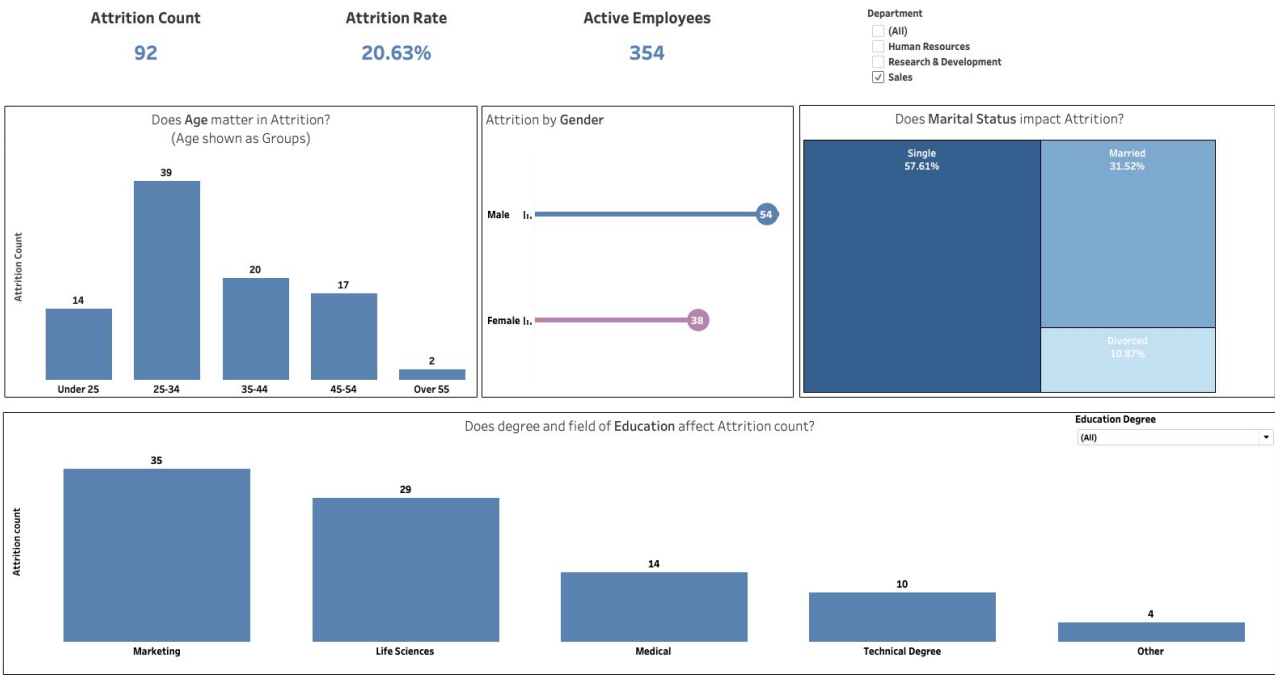 Attrition Count
92
Attrition Rate
20.63%
Active Employees
354
Department
(All)
Human Resources
Research & Development
Sales
Does Age matter in Attrition?
(Age shown as Groups)
Attrition Count
14
39
20
17
2
Under 25
25-34
35-44
45-54
Over 55
Attrition by Gender
Male
54
Female
38
Does Marital Status impact Attrition?
Single
57.61%
Married
31.52%
Divorced
10.87%
Does degree and field of Education affect Attrition count?
Education Degree
(All)
Attrition count
35
29
14
10
4
Marketing
Life Sciences
Medical
Technical Degree
Other